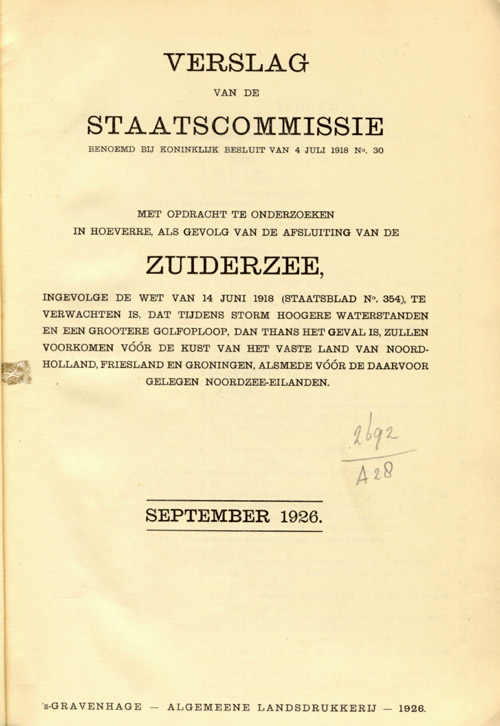 VERSLAG
VAN DE
STAATSCOMMISSIE
BENOEMD BIJ KONINKLIJK BESLUIT VAN 4 JULI 1918 No. 30
MET OPDRACHT TE ONDERZOEKEN
IN HOEVERRE, ALS GEVOLG VAN DE AFSLUITING VAN DE
ZUIDERZEE,
INGEVOLGE DE WET VAN 14 JUNI 1918 (STAATSBLAD No. 354), TE
VERWACHTEN IS, DAT TIJDENS STORM HOOGERE WATERSTANDEN
EN EEN GROOTERE GOLFOPLOOP, DAN THANS HET GEVAL IS, ZULLEN
VOORKOMEN VÓÓR DE KUST VAN HET VASTE LAND VAN NOORD-
HOLLAND, FRIESLAND EN GRONINGEN, ALSMEDE VÓÓR DE DAARVOOR
GELEGEN NOORDZEE-EILANDEN.
2692
A28
SEPTEMBER 1926.
's-GRAVENHAGE — ALGEMEENE LANDSDRUKKERIJ — 1926.